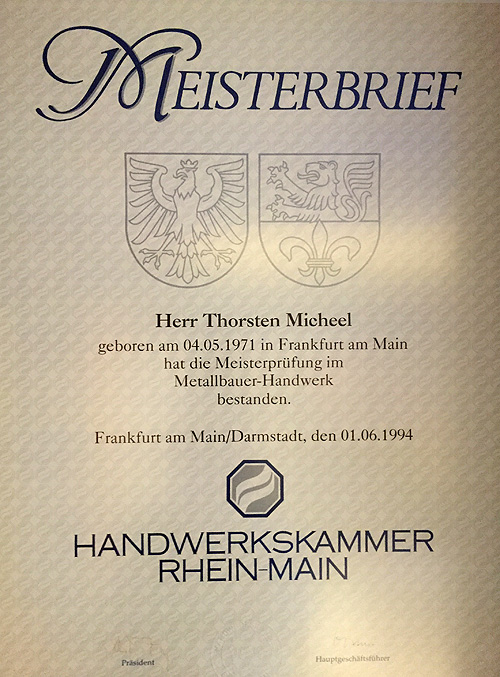 MEISTERBRIEF
Herr Thorsten Micheel
geboren am 04.05.1971 in Frankfurt am Main
hat die Meisterprüfung im
Metallbauer-Handwerk
bestanden.
Frankfurt am Main/Darmstadt, den 01.06.1994
HANDWERKSKAMMER
RHEIN-MAIN
Präsident
Hauptgeschäftsführer